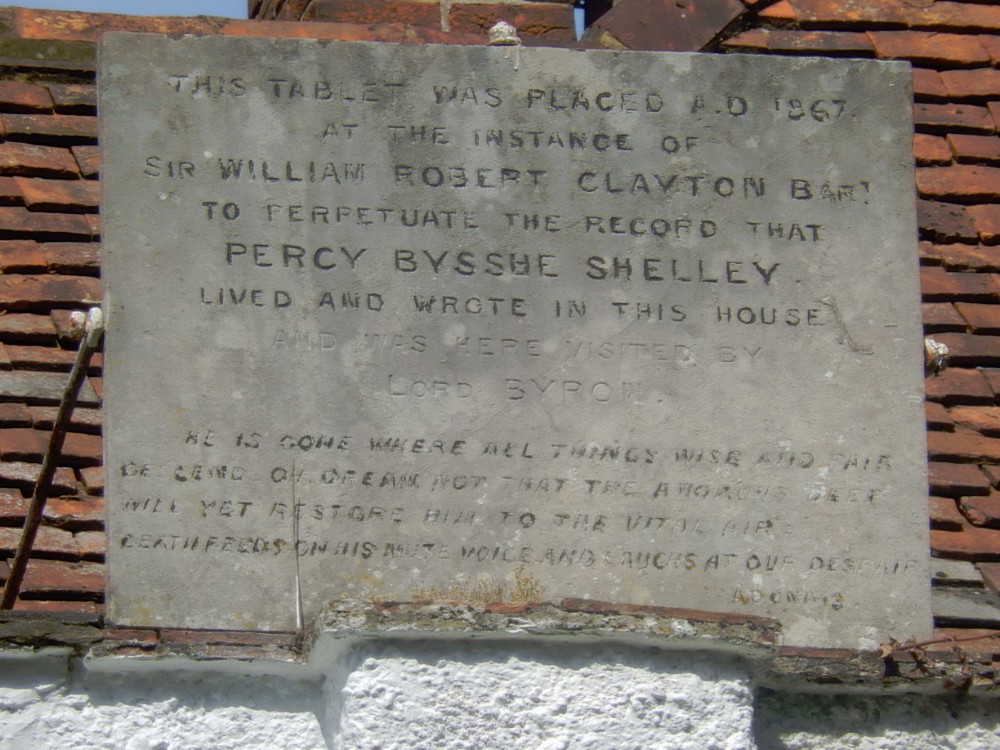 THIS TABLET WAS PLACED A.D 1867.
AT THE INSTANCE OF
SIR WILLIAM ROBERT CLAYTON BART
TO PERPETUATE THE RECORD THAT
PERCY BYSSHE SHELLEY.
LIVED AND WROTE IN THIS HOUSE
AND WAS HERE VISITED BY
LORD BYRON.
HE IS GONE WHERE ALL THINGS WISE AND FAIR
DESCEND OH DREAM NOT THAT THE AMOROUS DEEP
WILL YET RESTORE HIM TO THE VITAL AIR
DEATH FEEDS ON HIS MUTE VOICE AND LAUGHS AT OUR DESPAIR
ADONAIS